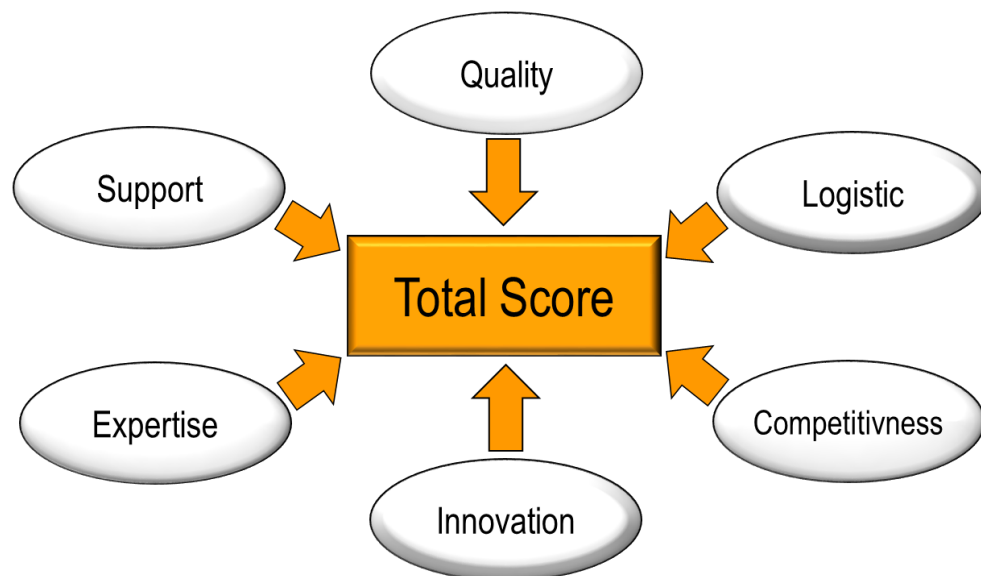 Quality
Support
Logistic
Total Score
Expertise
Competitivness
Innovation